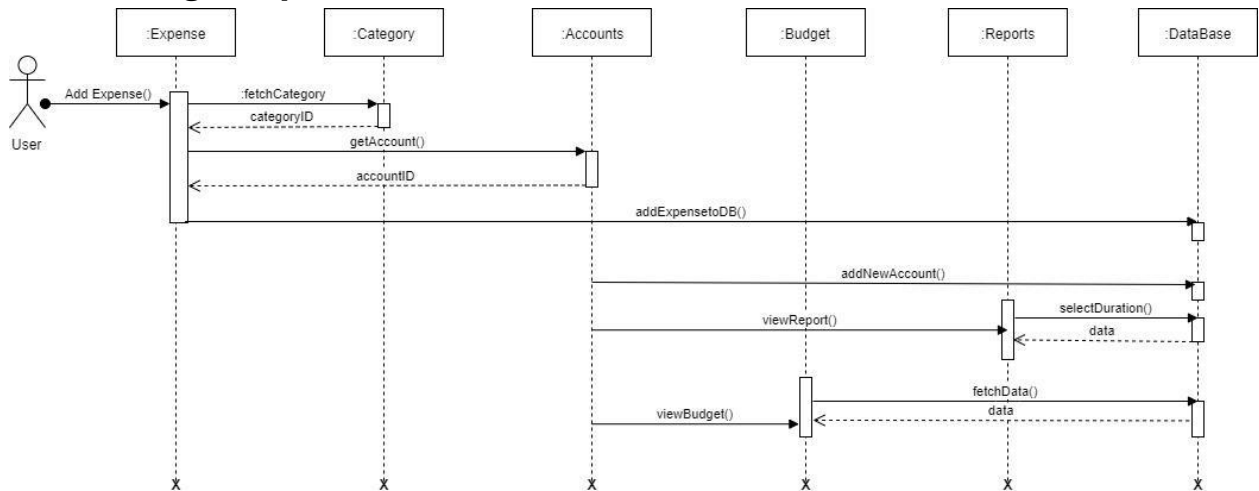 :Expense
:Category
:Accounts
:Budget
:Reports
:DataBase
User
Add Expense()
:fetchCategory
categoryID
getAccount()
accountID
addExpensetoDB()
addNewAccount()
selectDuration()
viewReport()
data
fetchData()
viewBudget()
data
X X X X X X